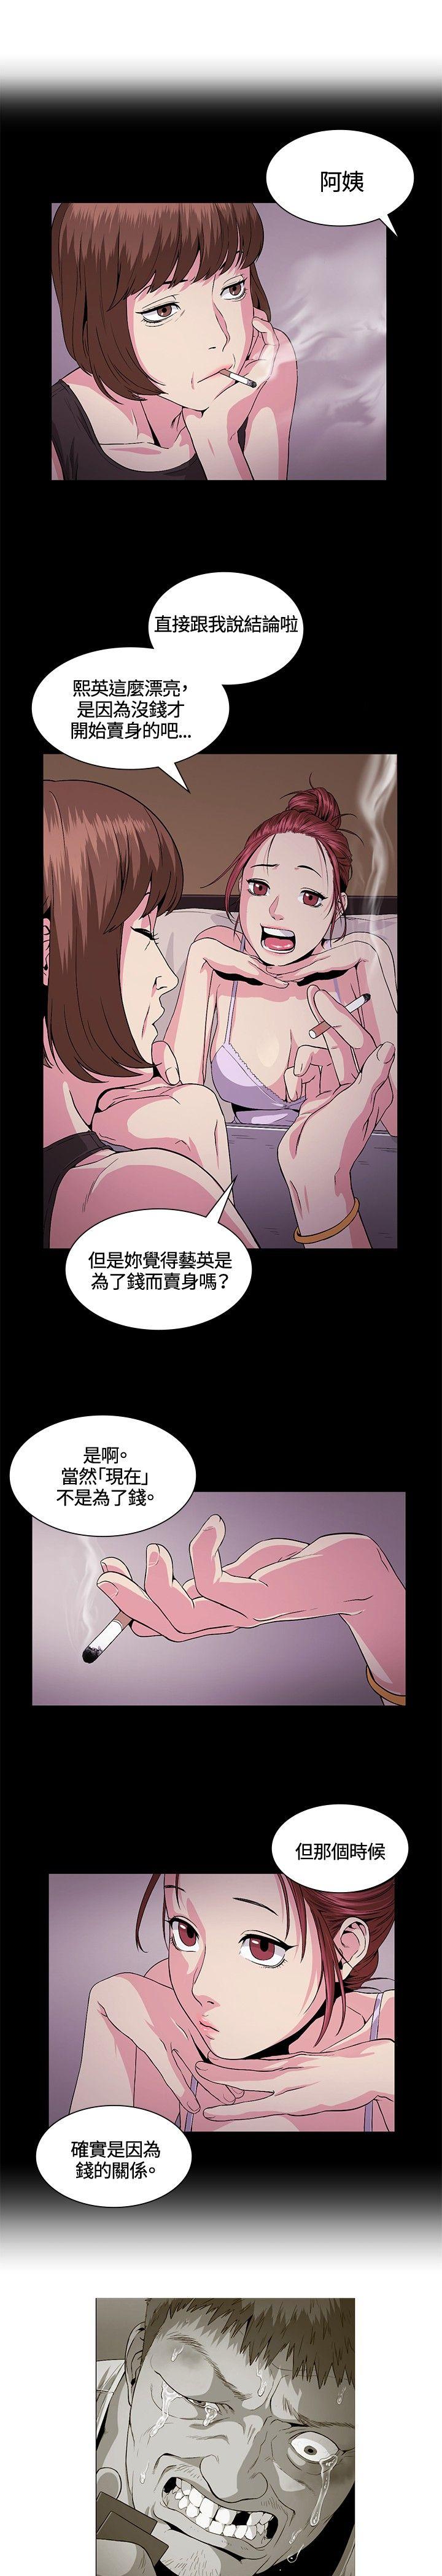 阿姨
直接跟我說結論啦
熙英這麼漂亮,
是因為沒錢才
開始賣身的吧...
但是妳覺得藝英是
為了錢而賣身嗎?
是啊。
當然「現在」
不是為了錢。
但那個時候
確實是因為
錢的關係。